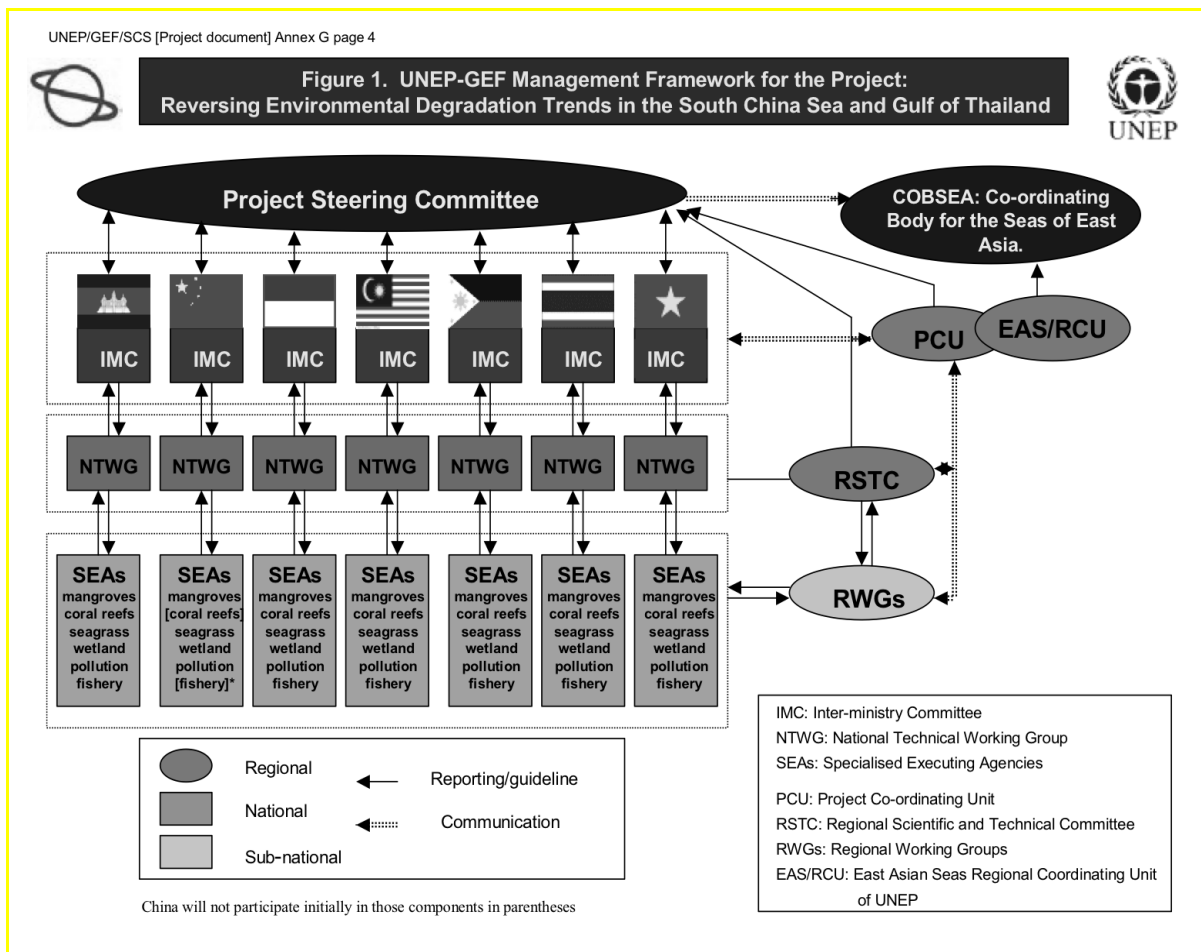 UNEP/GEF/SCS [Project document] Annex G page 4
Figure 1. UNEP-GEF Management Framework for the Project:
Reversing Environmental Degradation Trends in the South China Sea and Gulf of Thailand
UNEP
Project Steering Committee
COBSEA: Co-ordinating
Body for the Seas of East
Asia.
IMC
IMC
IMC
IMC
IMC
IMC
IMC
PCU
EAS/RCU
NTWG
NTWG
NTWG
NTWG
NTWG
NTWG
NTWG
RSTC
SEAs
mangroves
coral reefs
seagrass
wetland
pollution
fishery
SEAs
mangroves
[coral reefs]
seagrass
wetland
pollution
[fishery]*
SEAs
mangroves
coral reefs
seagrass
wetland
pollution
fishery
SEAs
mangroves
coral reefs
seagrass
wetland
pollution
fishery
SEAs
mangroves
coral reefs
seagrass
wetland
pollution
fishery
SEAs
mangroves
coral reefs
seagrass
wetland
pollution
fishery
SEAs
mangroves
coral reefs
seagrass
wetland
pollution
fishery
RWGs
Regional
National
Sub-national
Reporting/guideline
Communication
IMC: Inter-ministry Committee
NTWG: National Technical Working Group
SEAs: Specialised Executing Agencies
PCU: Project Co-ordinating Unit
RSTC: Regional Scientific and Technical Committee
RWGs: Regional Working Groups
EAS/RCU: East Asian Seas Regional Coordinating Unit
of UNEP
China will not participate initially in those components in parentheses